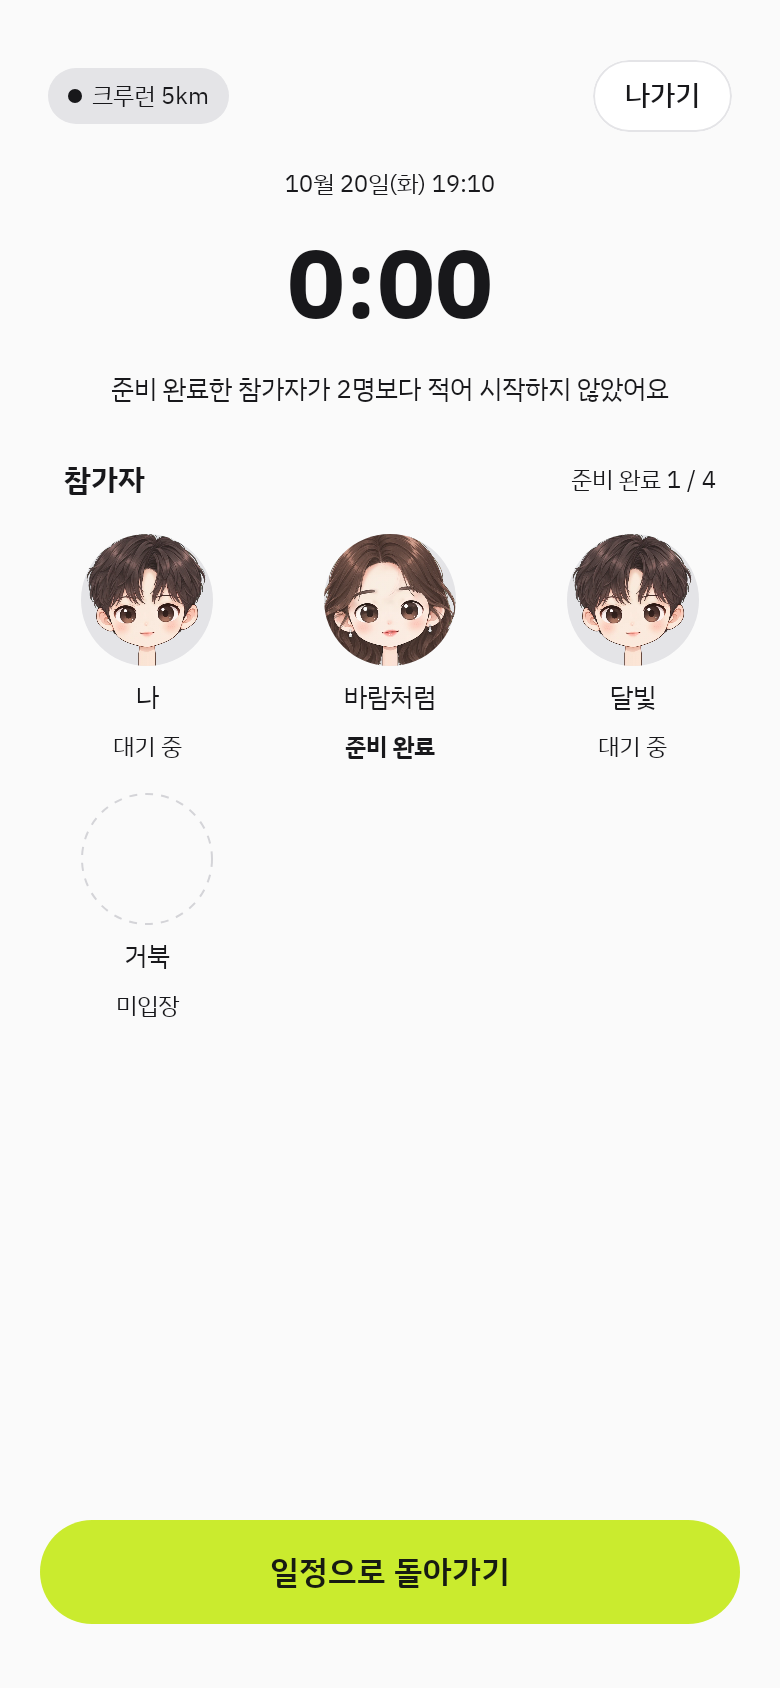 크루런 5km
나가기
10월 20일(화) 19:10
0:00
준비 완료한 참가자가 2명보다 적어 시작하지 않았어요
참가자
준비 완료 1 / 4
나
바람처럼
달빛
대기 중
준비 완료
대기 중
거북
미입장
일정으로 돌아가기